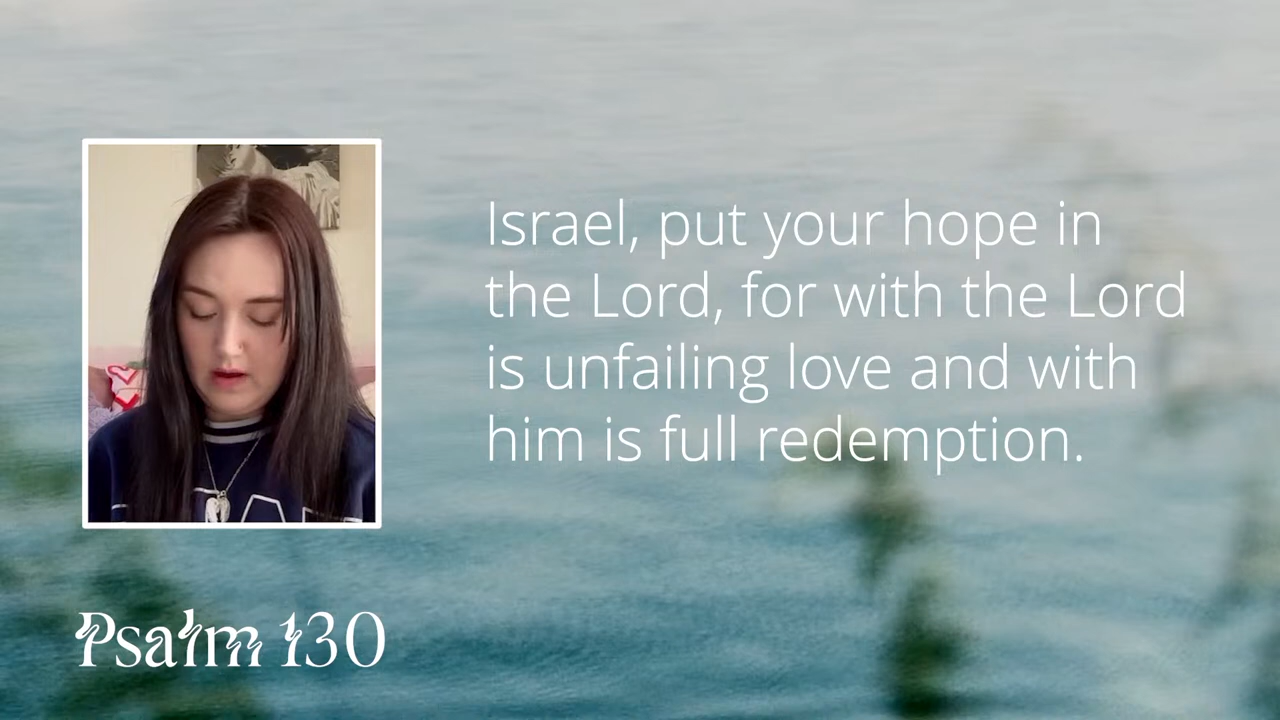 Israel, put your hope in
the Lord, for with the Lord
is unfailing love and with
him is full redemption.
Psalm 130